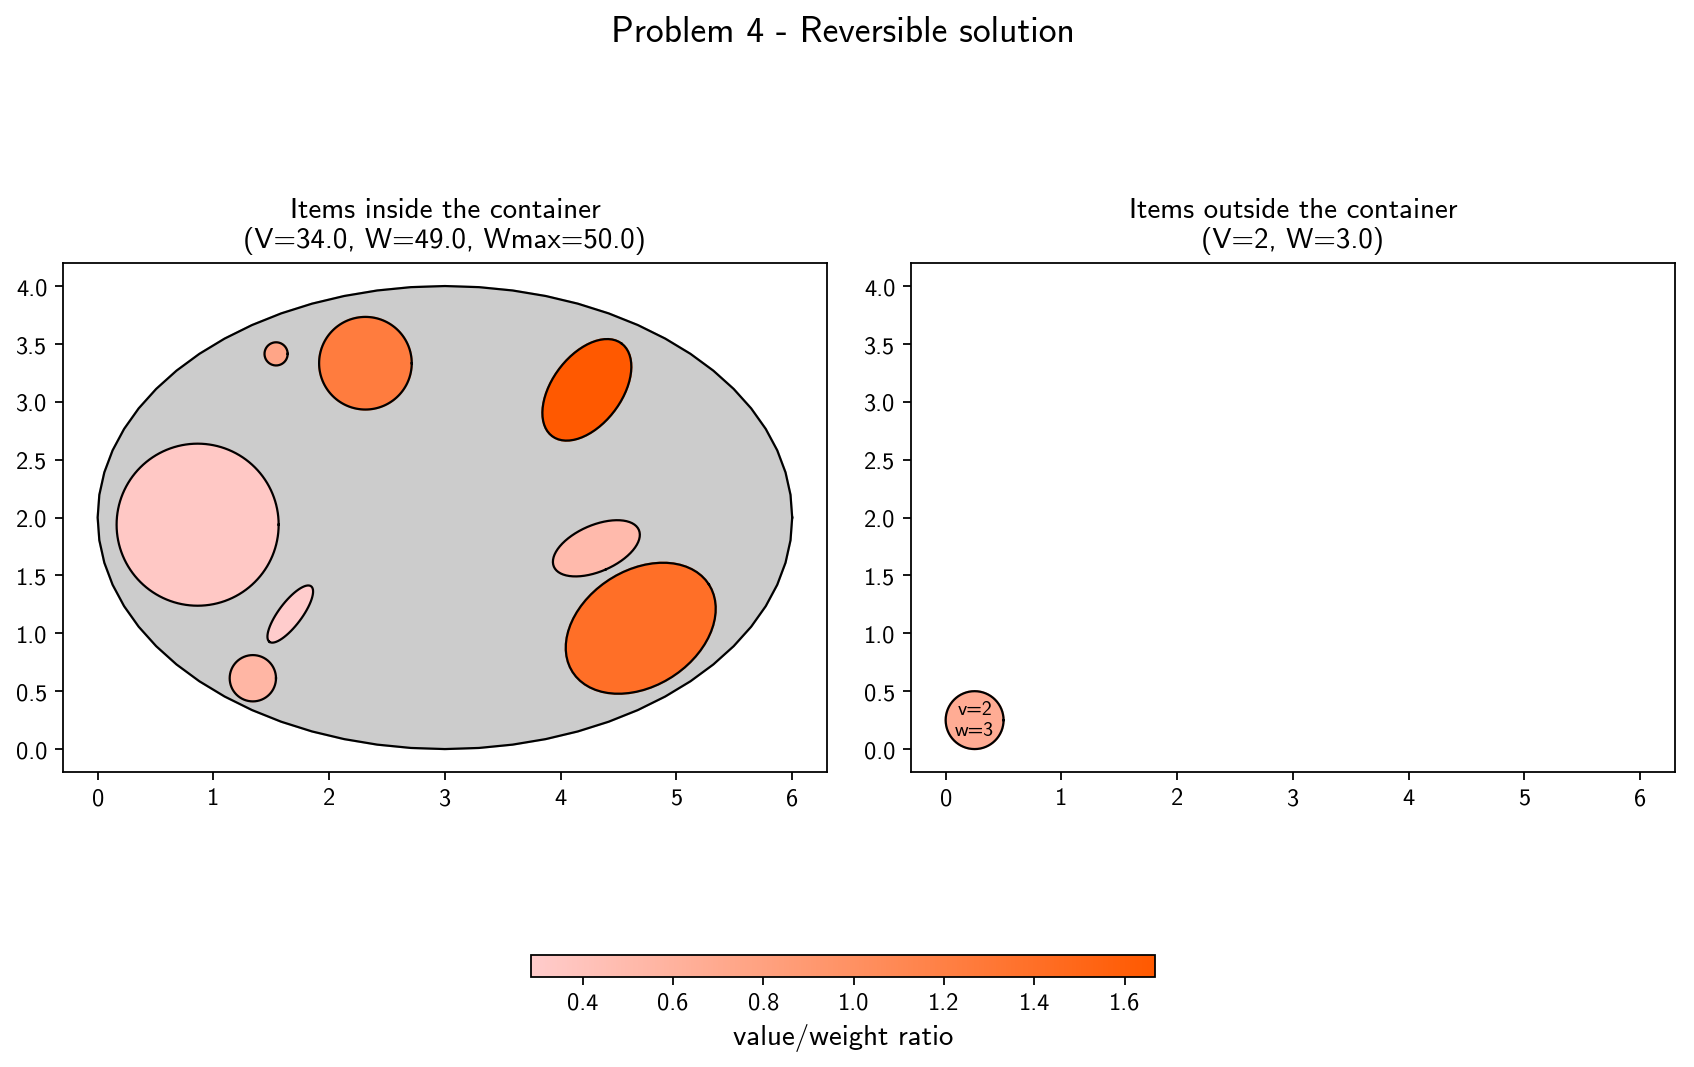 Problem 4 - Reversible solution
Items inside the container
(V=34.0, W=49.0, Wmax=50.0)
4.0
3.5
3.0
2.5
2.0
1.5
1.0
0.5
0.0
0 1 2 3 4 5 6
Items outside the container
(V=2, W=3.0)
4.0
3.5
3.0
2.5
2.0
1.5
1.0
0.5
0.0
v=2
w=3
0 1 2 3 4 5 6
0.4 0.6 0.8 1.0 1.2 1.4 1.6
value/weight ratio